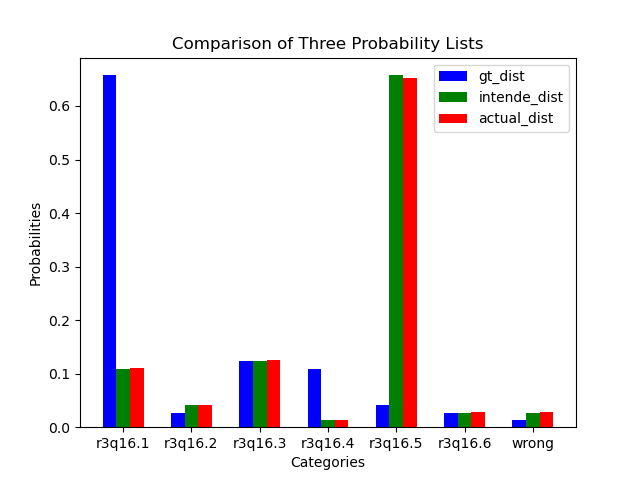 Comparison of Three Probability Lists
gt_dist
intende_dist
actual_dist
Probabilities
0.6
0.5
0.4
0.3
0.2
0.1
0.0
r3q16.1 r3q16.2 r3q16.3 r3q16.4 r3q16.5 r3q16.6 wrong
Categories